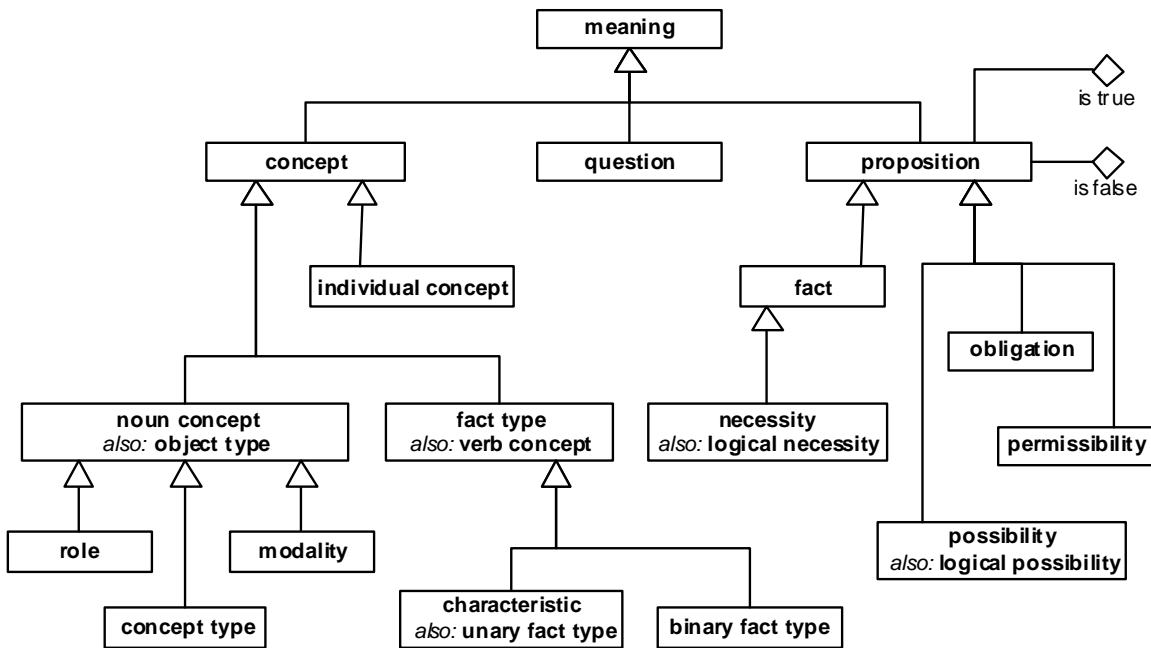 meaning
is true
concept
question
proposition
is false
individual concept
fact
obligation
noun concept
also: object type
fact type
also: verb concept
necessity
also: logical necessity
permissibility
role
modality
possibility
also: logical possibility
concept type
characteristic
also: unary fact type
binary fact type